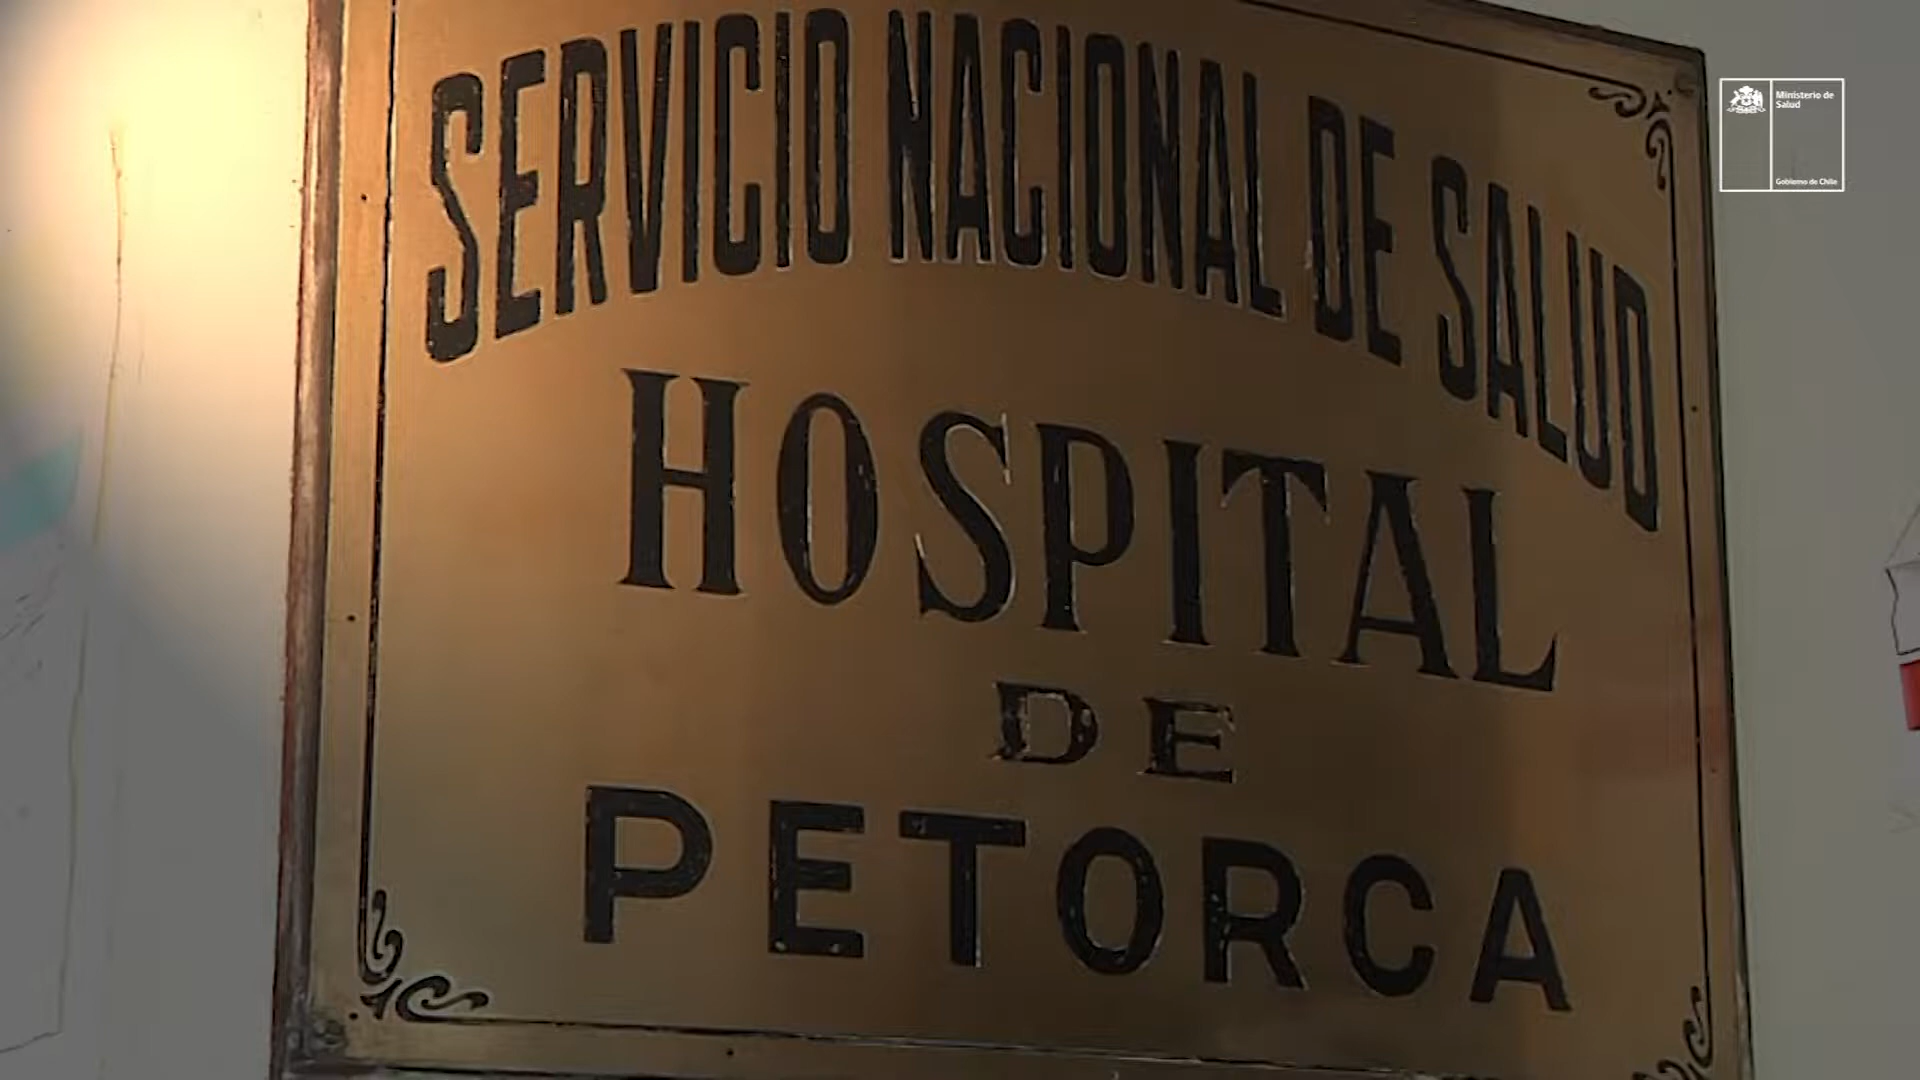 SERVICIO NACIONAL DE SALUD
HOSPITAL
DE
PETORCA
Ministerio de
Salud
Gobierno de Chile